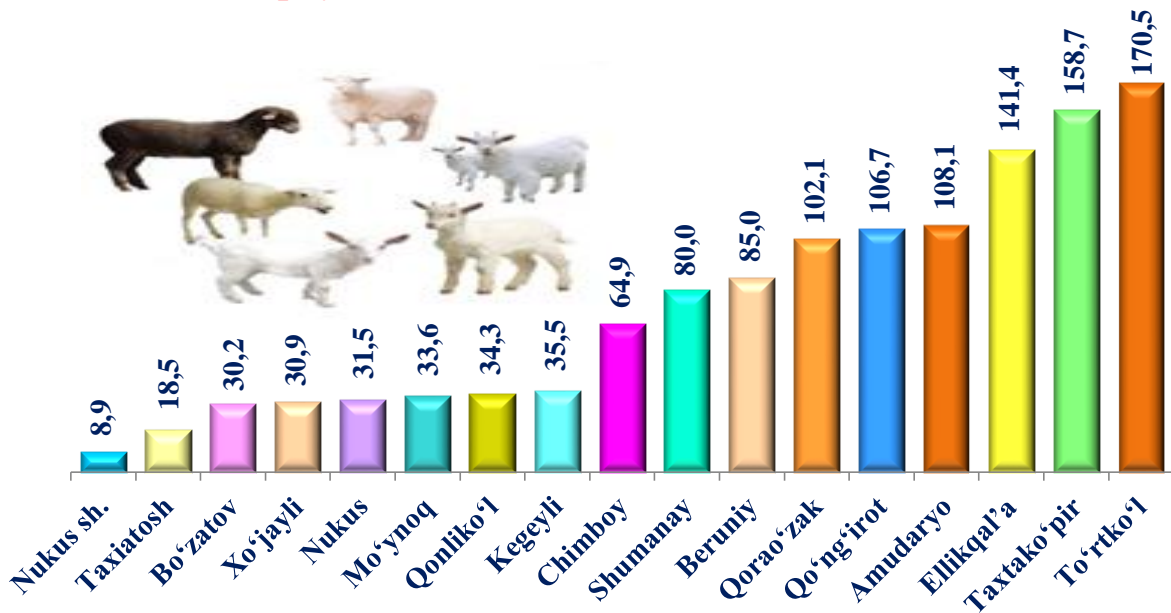 8,9
18,5
30,2
30,9
31,5
33,6
34,3
35,5
64,9
80,0
85,0
102,1
106,7
108,1
141,4
158,7
170,5
Nukus sh.
Taxiatosh
Bo‘zatov
Xo‘jayli
Nukus
Mo‘ynoq
Qonliko‘l
Kegeyli
Chimboy
Shumanay
Beruniy
Qorao‘zak
Qo‘ng‘irot
Amudaryo
Ellikqal’a
Taxtako‘pir
To‘rtko‘l